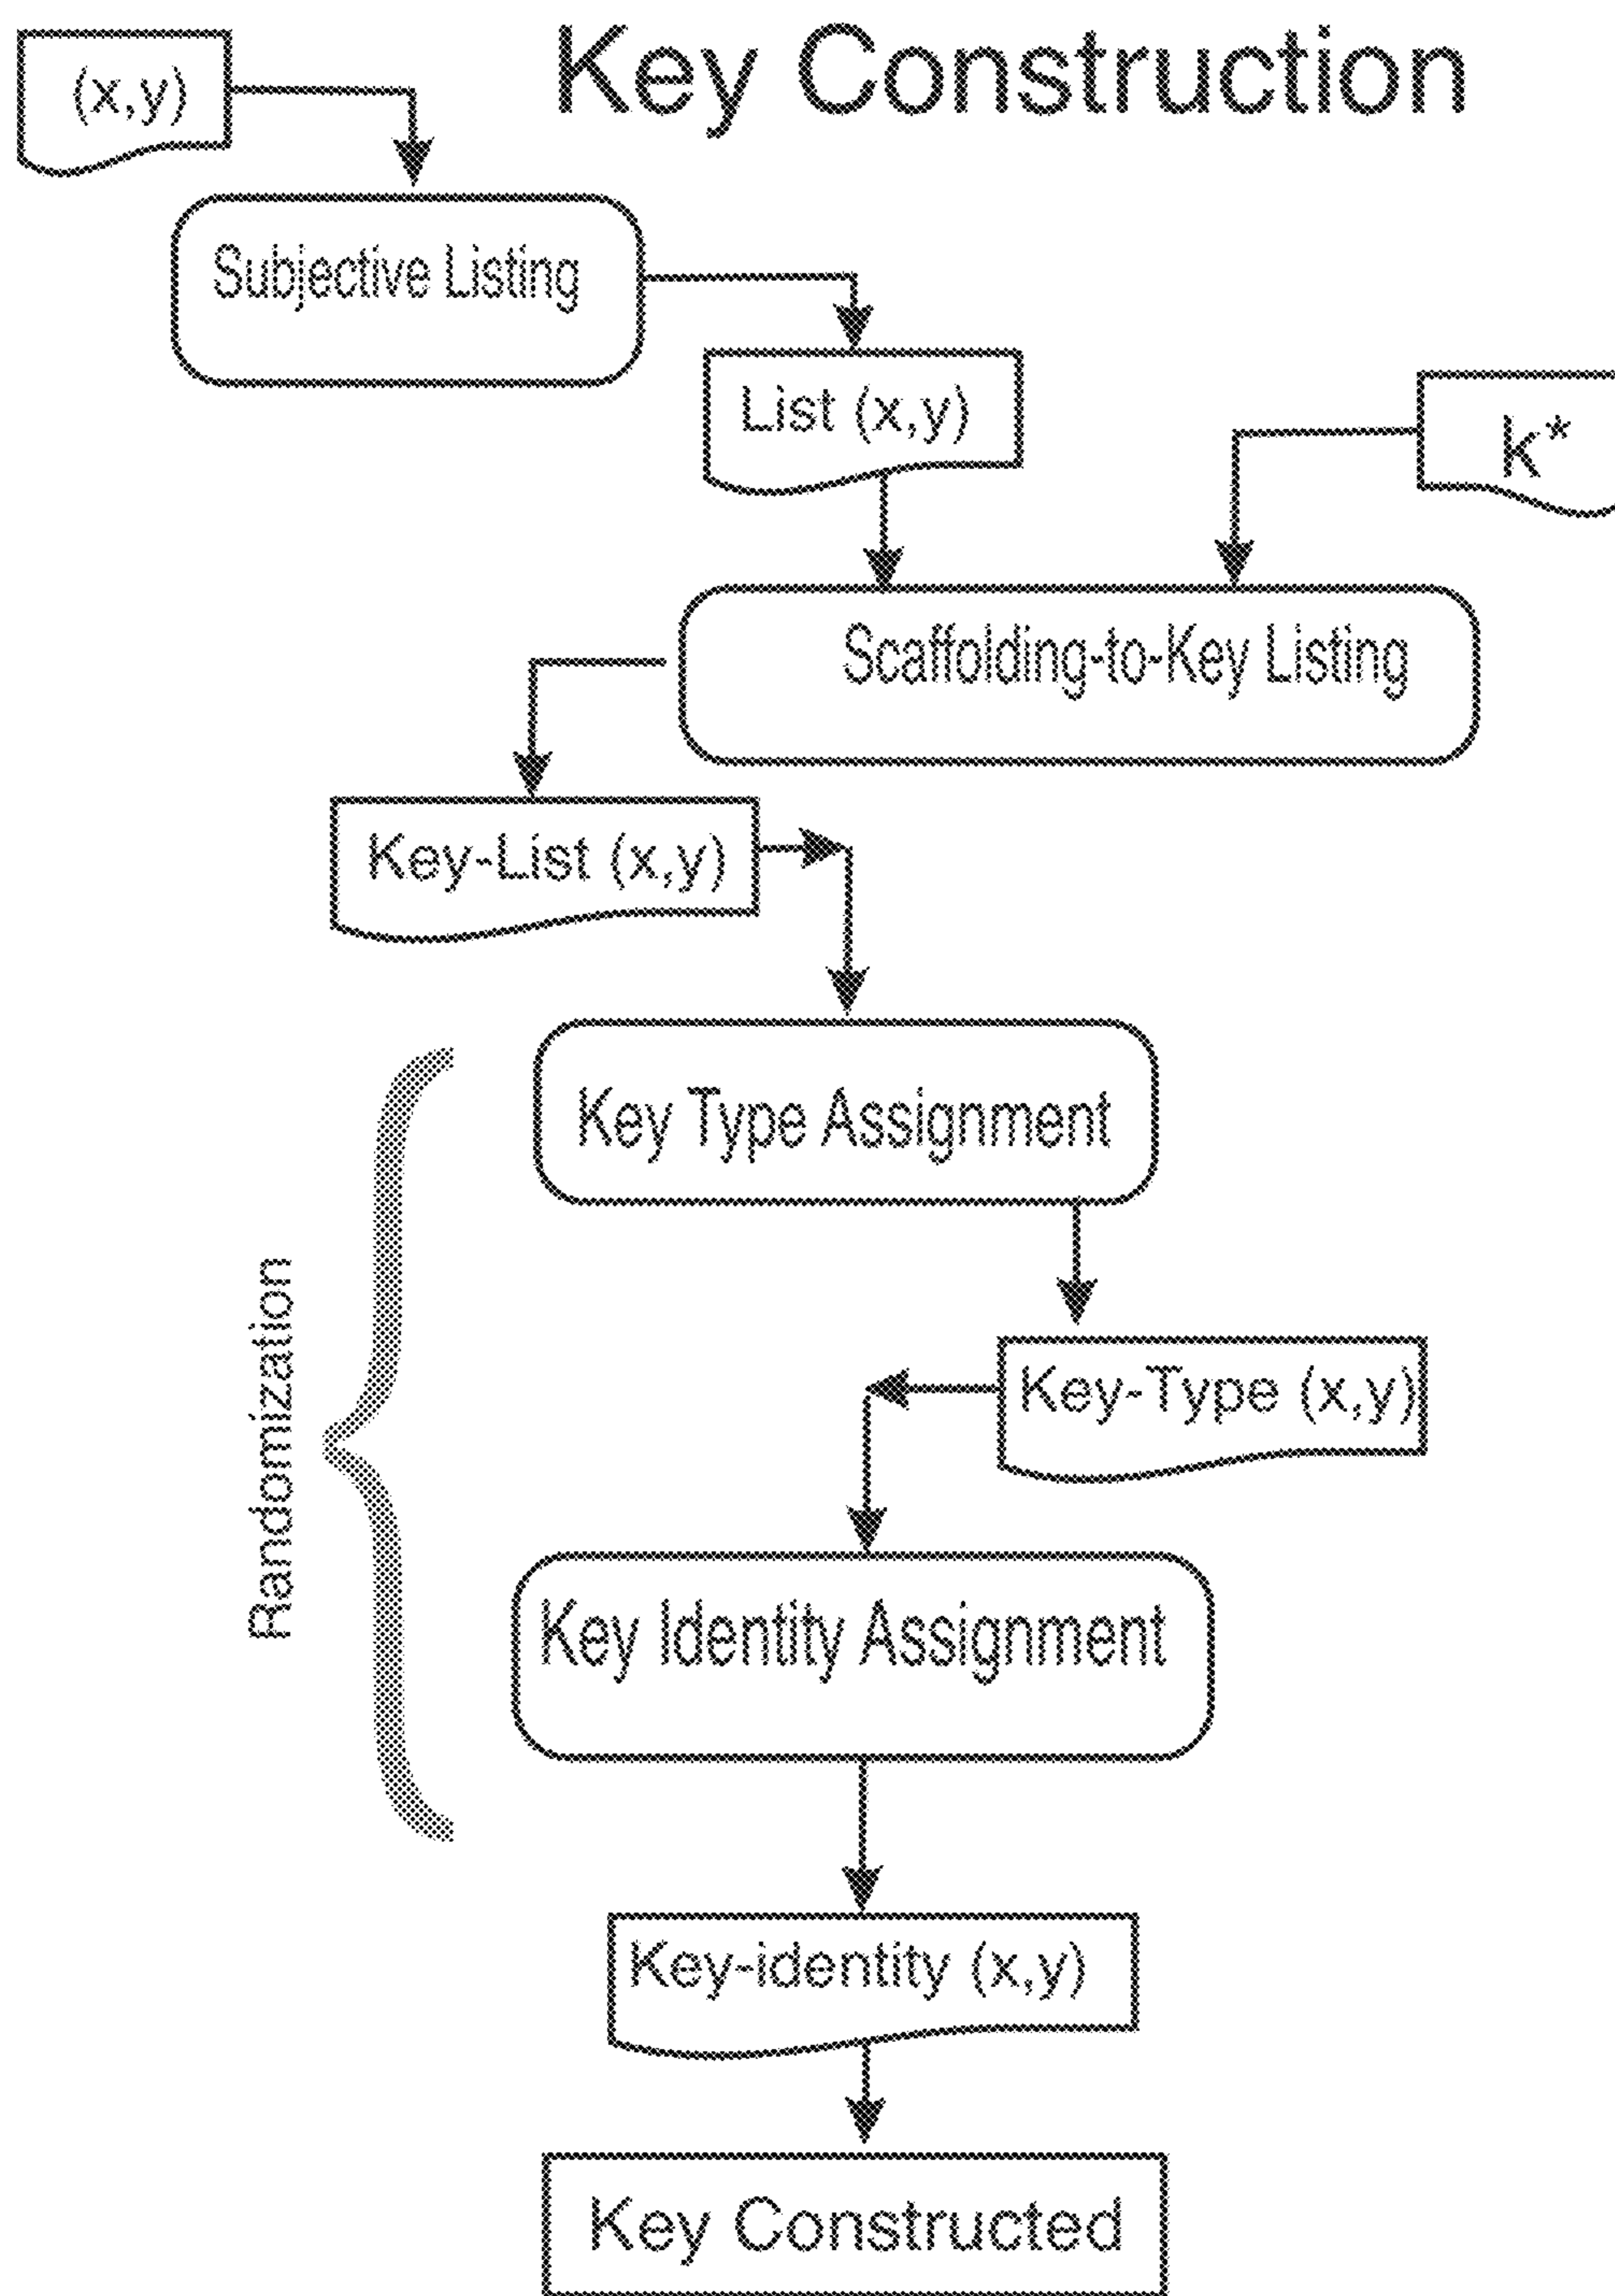 Key Construction
(x,y)
Subjective Listing
List (x,y)
k*
Scaffolding-to-Key Listing
Key-List (x,y)
Key Type Assignment
Randomization
Key-Type (x,y)
Key Identity Assignment
Key-identity (x,y)
Key Constructed